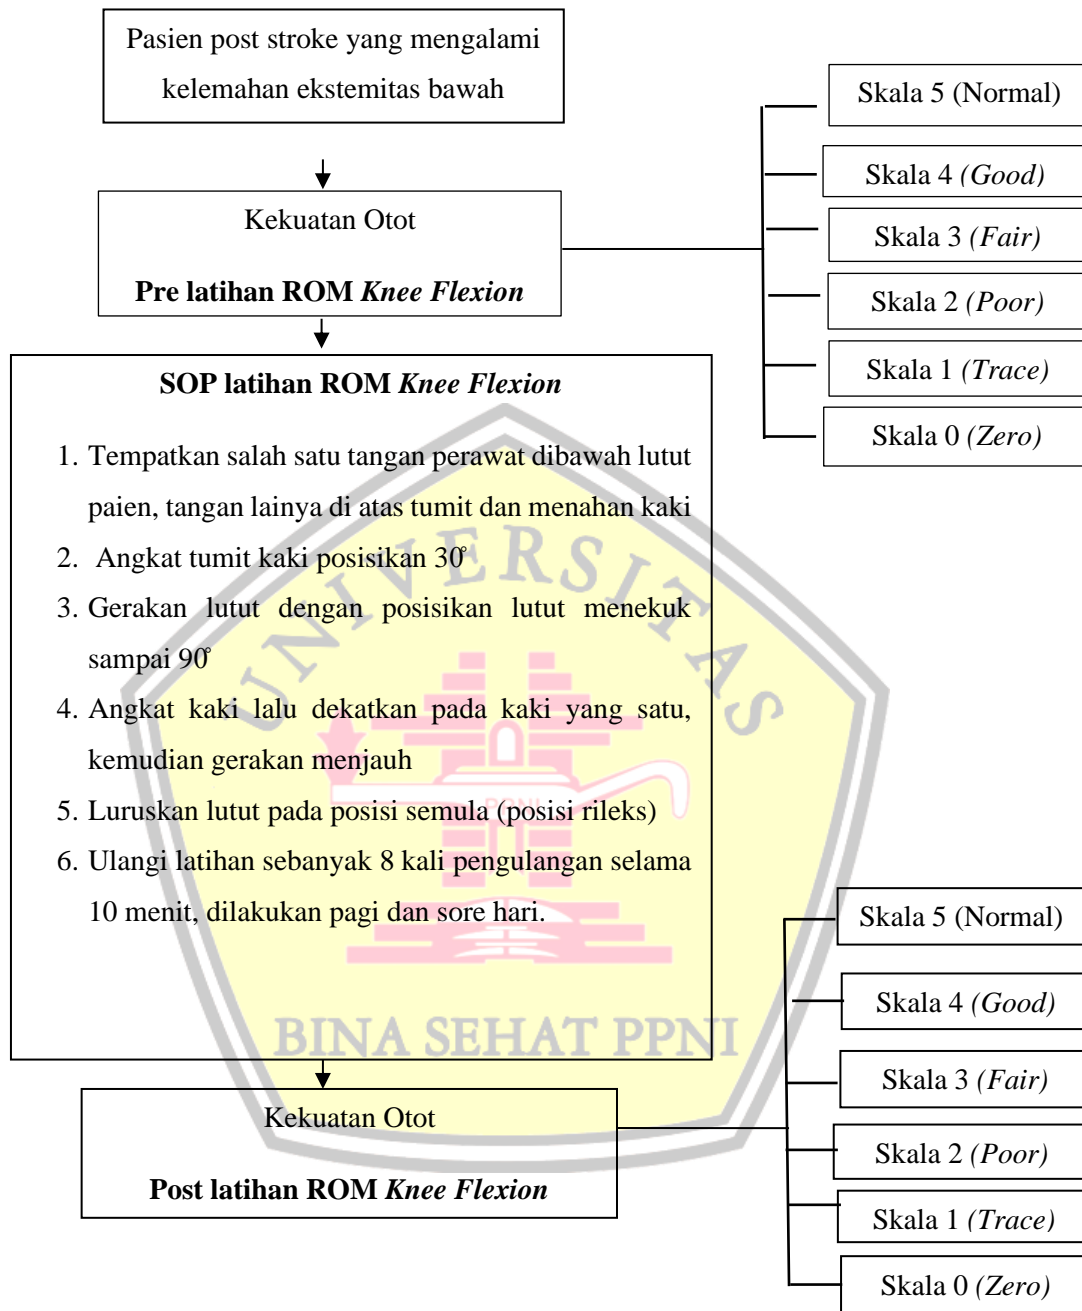 Pasien post stroke yang mengalami
kelemahan ekstemitas bawah
Kekuatan Otot
Pre latihan ROM Knee Flexion
Skala 5 (Normal)
Skala 4 (Good)
Skala 3 (Fair)
Skala 2 (Poor)
Skala 1 (Trace)
Skala 0 (Zero)
SOP latihan ROM Knee Flexion
1. Tempatkan salah satu tangan perawat dibawah lutut
paien, tangan lainya di atas tumit dan menahan kaki
2. Angkat tumit kaki posisikan 30°
3. Gerakan lutut dengan posisikan lutut menekuk
sampai 90°
4. Angkat kaki lalu dekatkan pada kaki yang satu,
kemudian gerakan menjauh
5. Luruskan lutut pada posisi semula (posisi rileks)
6. Ulangi latihan sebanyak 8 kali pengulangan selama
10 menit, dilakukan pagi dan sore hari.
Kekuatan Otot
Post latihan ROM Knee Flexion
Skala 5 (Normal)
Skala 4 (Good)
Skala 3 (Fair)
Skala 2 (Poor)
Skala 1 (Trace)
Skala 0 (Zero)
UNIVERSITAS
PPNI
BINA SEHAT PPNI